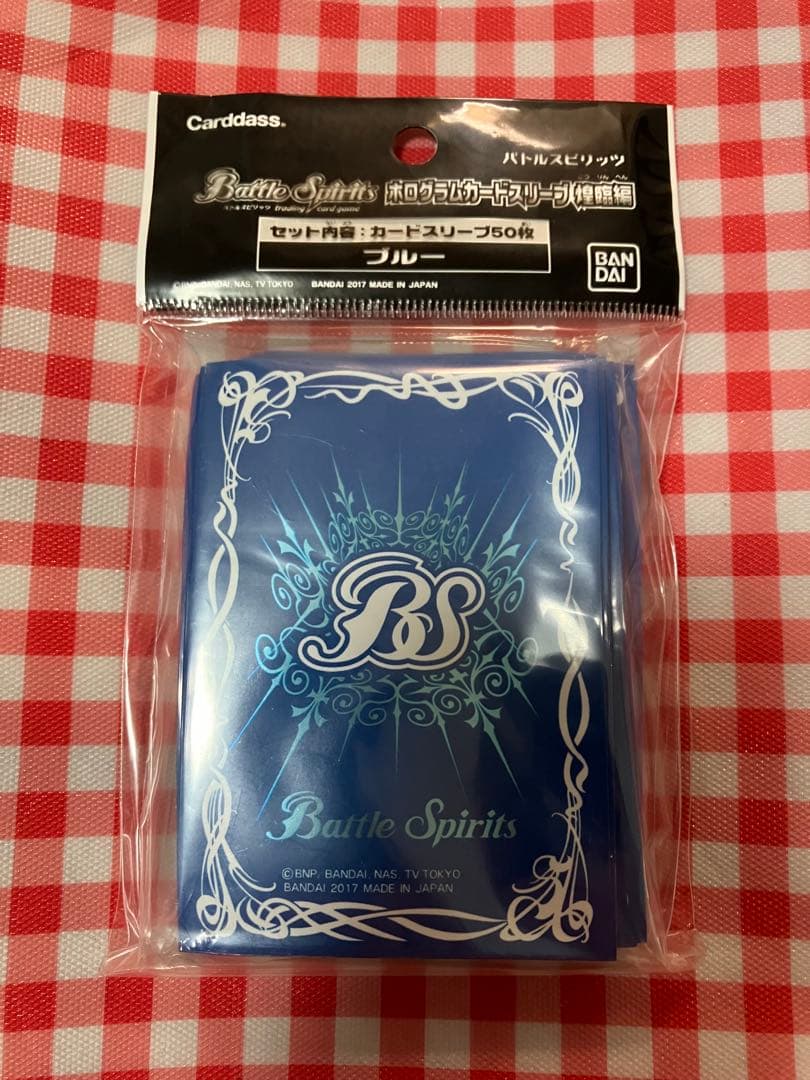 Carddass®
バトルスピリッツ
Battle Spirits ホログラムカードスリーブ 煌臨編
こう りん へん
バトルスピリッツ trading card game
セット内容:カードスリーブ50枚
ブルー
BAN
DAI
©BNP, BANDAI, NAS, TV TOKYO BANDAI 2017 MADE IN JAPAN
BS
Battle Spirits
©BNP, BANDAI, NAS, TV TOKYO
BANDAI 2017 MADE IN JAPAN